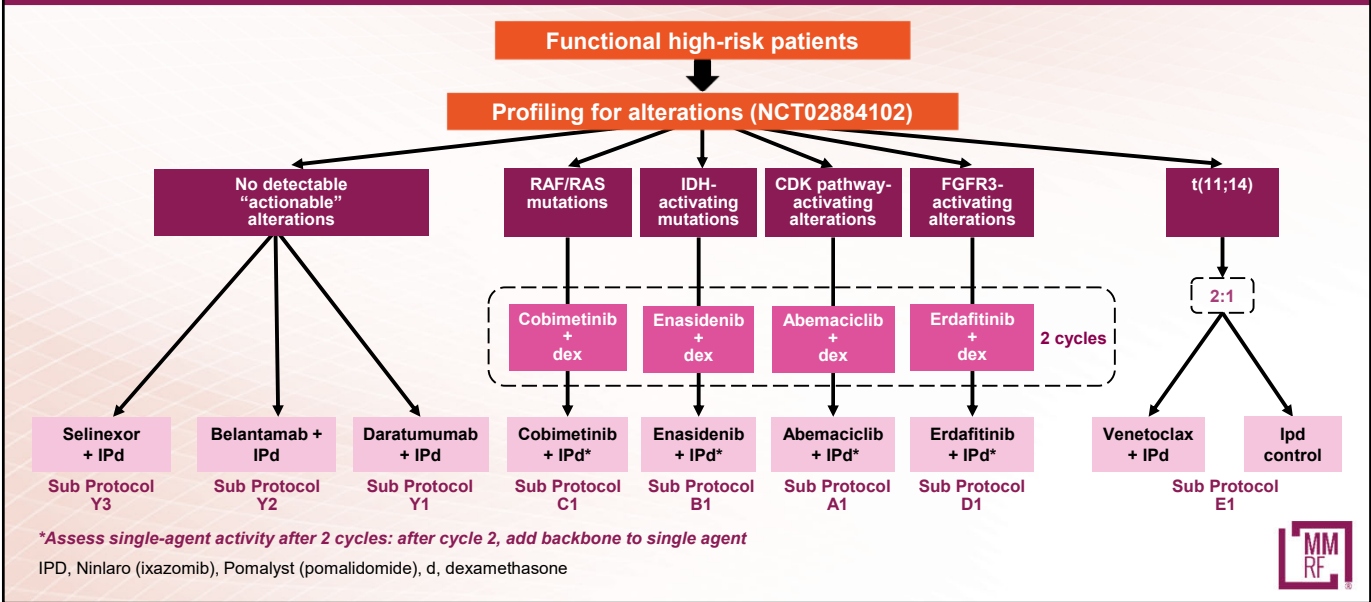 Functional high-risk patients
Profiling for alterations (NCT02884102)
No detectable
“actionable”
alterations
RAF/RAS
mutations
IDH-
activating
mutations
CDK pathway-
activating
alterations
FGFR3-
activating
alterations
t(11;14)
2:1
Cobimetinib
+
dex
Enasidenib
+
dex
Abemaciclib
+
dex
Erdafitinib
+
dex
2 cycles
Selinexor
+ IPd
Belantamab +
IPd
Daratumumab
+ IPd
Cobimetinib
+ IPd*
Enasidenib
+ IPd*
Abemaciclib
+ IPd*
Erdafitinib
+ IPd*
Venetoclax
+ IPd
Ipd
control
Sub Protocol
Y3
Sub Protocol
Y2
Sub Protocol
Y1
Sub Protocol
C1
Sub Protocol
B1
Sub Protocol
A1
Sub Protocol
D1
Sub Protocol
E1
*Assess single-agent activity after 2 cycles: after cycle 2, add backbone to single agent
IPD, Ninlaro (ixazomib), Pomalyst (pomalidomide), d, dexamethasone
MM
RF
®